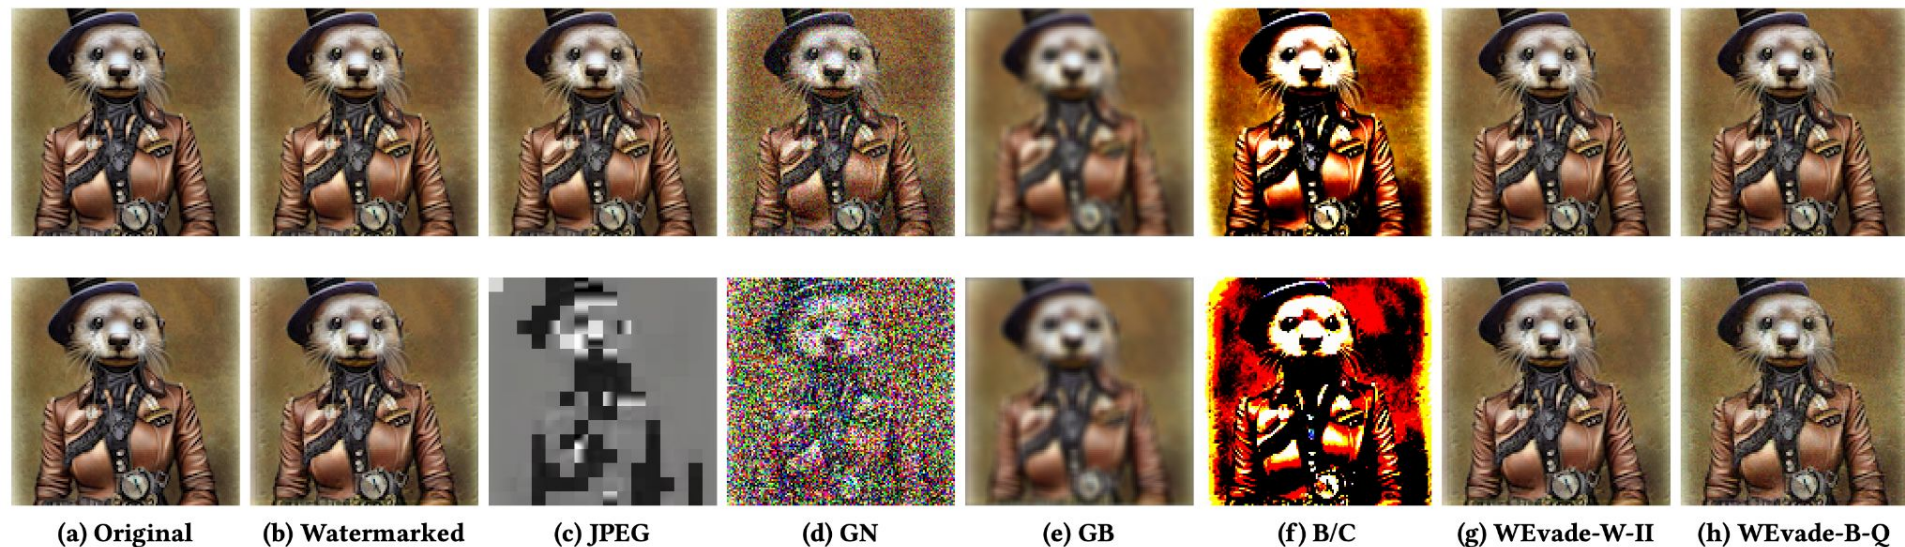 (a) Original (b) Watermarked (c) JPEG (d) GN (e) GB (f) B/C (g) WEvade-W-II (h) WEvade-B-Q